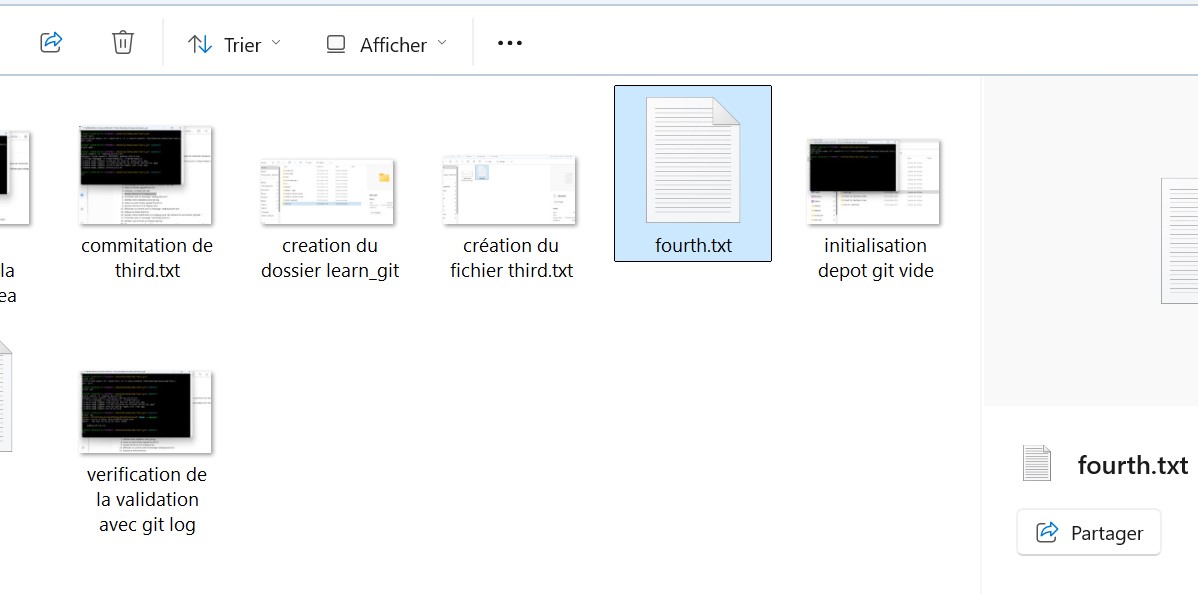 Trier
Afficher
la
ea
commitation de
third.txt
creation du
dossier learn_git
création du
fichier third.txt
fourth.txt
initialisation
depot git vide
verification de
la validation
avec git log
fourth.txt
Partager